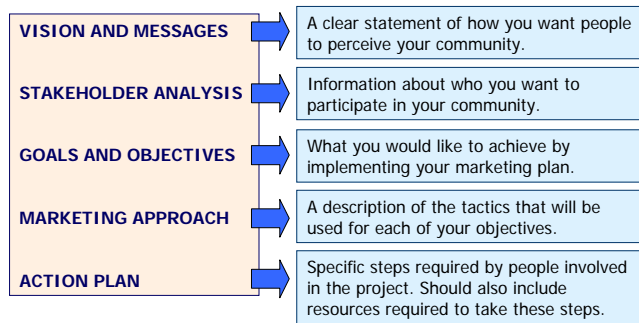 VISION AND MESSAGES
A clear statement of how you want people
to perceive your community.
STAKEHOLDER ANALYSIS
Information about who you want to
participate in your community.
GOALS AND OBJECTIVES
What you would like to achieve by
implementing your marketing plan.
MARKETING APPROACH
A description of the tactics that will be
used for each of your objectives.
ACTION PLAN
Specific steps required by people involved
in the project. Should also include
resources required to take these steps.